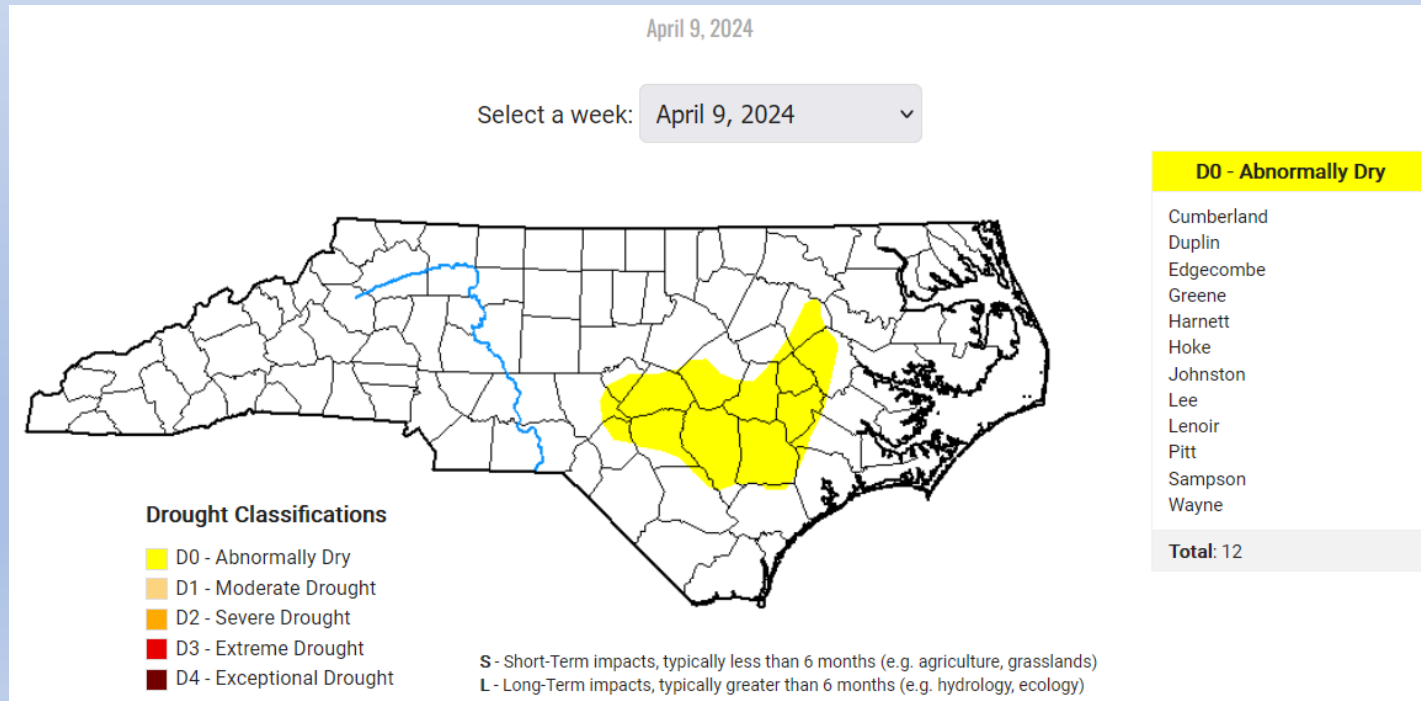 April 9, 2024
Select a week: April 9, 2024
D0 - Abnormally Dry
Cumberland
Duplin
Edgecombe
Greene
Harnett
Hoke
Johnston
Lee
Lenoir
Pitt
Sampson
Wayne
Total: 12
Drought Classifications
D0 - Abnormally Dry
D1 - Moderate Drought
D2 - Severe Drought
D3 - Extreme Drought
D4 - Exceptional Drought
S - Short-Term impacts, typically less than 6 months (e.g. agriculture, grasslands)
L - Long-Term impacts, typically greater than 6 months (e.g. hydrology, ecology)